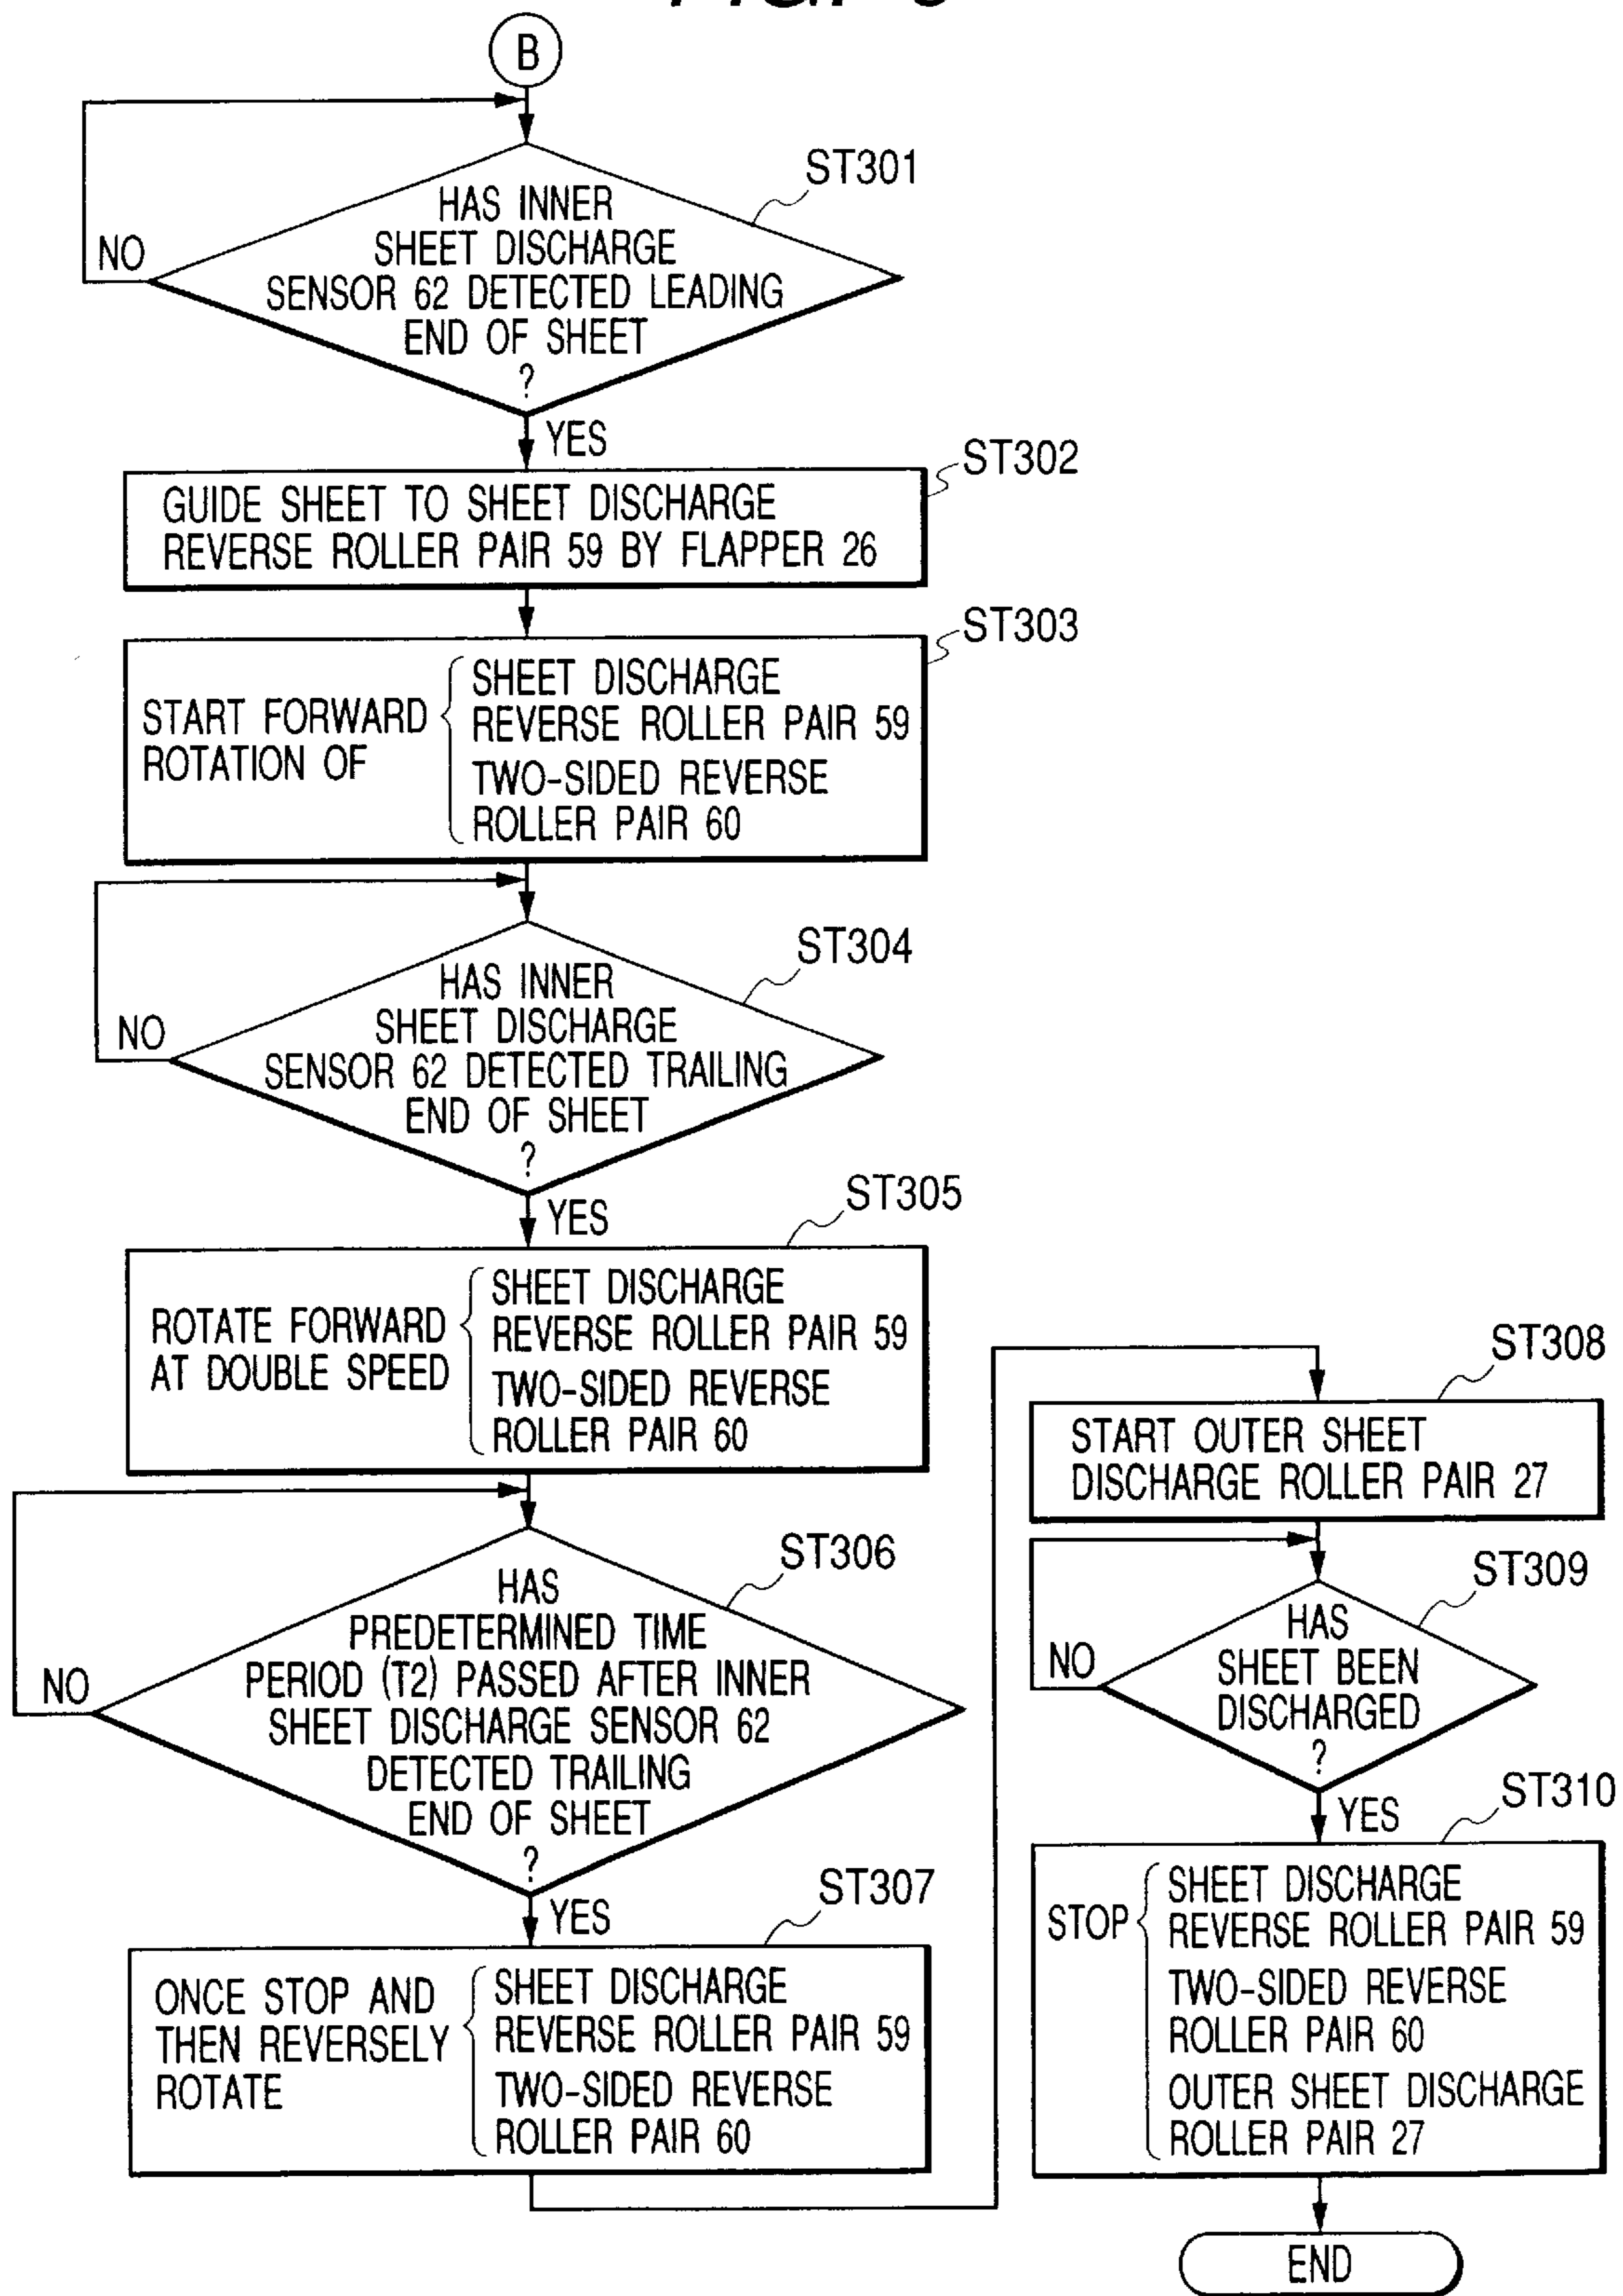 B
ST301
HAS INNER
SHEET DISCHARGE
SENSOR 62 DETECTED LEADING
END OF SHEET
?
NO
YES
ST302
GUIDE SHEET TO SHEET DISCHARGE
REVERSE ROLLER PAIR 59 BY FLAPPER 26
ST303
START FORWARD
ROTATION OF
SHEET DISCHARGE
REVERSE ROLLER PAIR 59
TWO-SIDED REVERSE
ROLLER PAIR 60
ST304
HAS INNER
SHEET DISCHARGE
SENSOR 62 DETECTED TRAILING
END OF SHEET
?
NO
YES
ST305
ROTATE FORWARD
AT DOUBLE SPEED
SHEET DISCHARGE
REVERSE ROLLER PAIR 59
TWO-SIDED REVERSE
ROLLER PAIR 60
ST306
HAS
PREDETERMINED TIME
PERIOD (T2) PASSED AFTER INNER
SHEET DISCHARGE SENSOR 62
DETECTED TRAILING
END OF SHEET
?
NO
YES
ST307
ONCE STOP AND
THEN REVERSELY
ROTATE
SHEET DISCHARGE
REVERSE ROLLER PAIR 59
TWO-SIDED REVERSE
ROLLER PAIR 60
ST308
START OUTER SHEET
DISCHARGE ROLLER PAIR 27
ST309
HAS
SHEET BEEN
DISCHARGED
?
NO
YES
ST310
STOP
SHEET DISCHARGE
REVERSE ROLLER PAIR 59
TWO-SIDED REVERSE
ROLLER PAIR 60
OUTER SHEET DISCHARGE
ROLLER PAIR 27
END